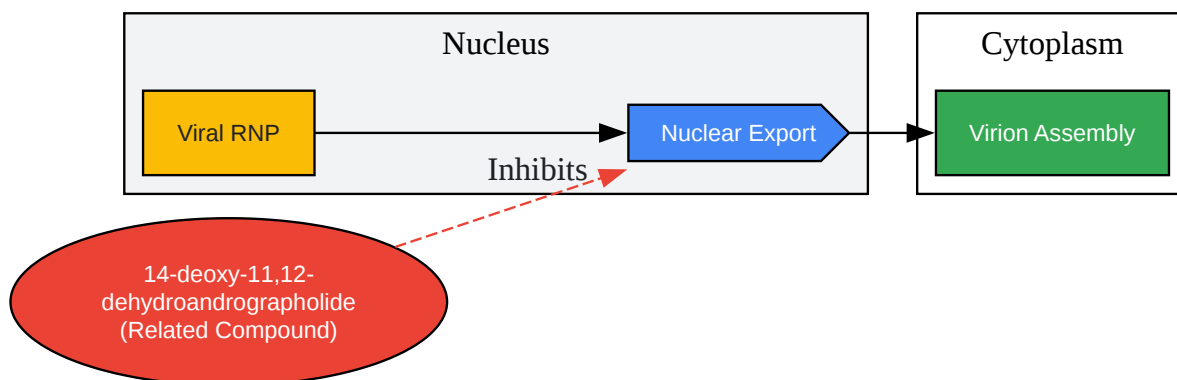 Nucleus
Cytoplasm
Viral RNP
Nuclear Export
Virion Assembly
Inhibits
14-deoxy-11,12-
dehydroandrographolide
(Related Compound)